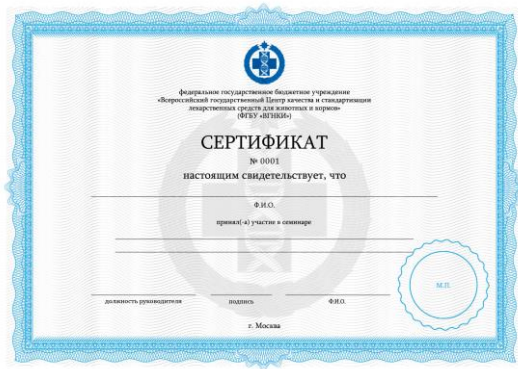 федеральное государственное бюджетное учреждение
«Всероссийский государственный Центр качества и стандартизации
лекарственных средств для животных и кормов»
(ФГБУ «ВГНКИ»)
СЕРТИФИКАТ
№ 0001
настоящим свидетельствует, что
Ф.И.О.
принял(-а) участие в семинаре
М.П.
должность руководителя подпись Ф.И.О.
г. Москва